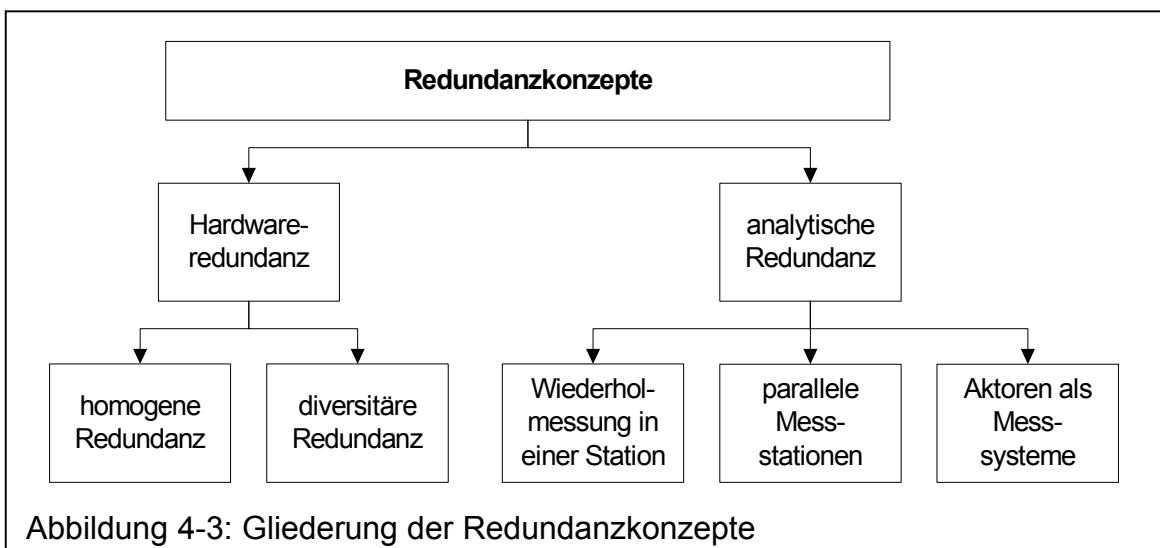 Redundanzkonzepte
Hardware-
redundanz
analytische
Redundanz
homogene
Redundanz
diversitäre
Redundanz
Wiederhol-
messung in
einer Station
parallele
Mess-
stationen
Aktoren als
Mess-
systeme
Abbildung 4-3: Gliederung der Redundanzkonzepte